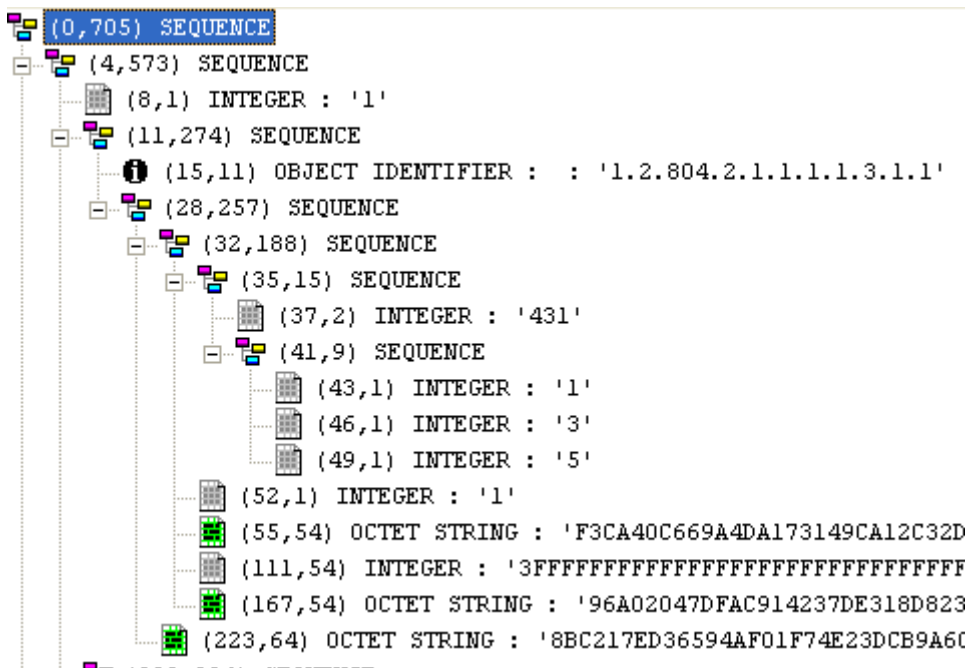 (0,705) SEQUENCE
(4,573) SEQUENCE
(8,1) INTEGER : '1'
(11,274) SEQUENCE
(15,11) OBJECT IDENTIFIER : : '1.2.804.2.1.1.1.1.3.1.1'
(28,257) SEQUENCE
(32,188) SEQUENCE
(35,15) SEQUENCE
(37,2) INTEGER : '431'
(41,9) SEQUENCE
(43,1) INTEGER : '1'
(46,1) INTEGER : '3'
(49,1) INTEGER : '5'
(52,1) INTEGER : '1'
(55,54) OCTET STRING : 'F3CA40C669A4DA173149CA12C32D
(111,54) INTEGER : '3FFFFFFFFFFFFFFFFFFFFFFFFFFFFFFF
(167,54) OCTET STRING : '96A02047DFAC914237DE318D823
(223,64) OCTET STRING : '8BC217ED36594AF01F74E23DCB9A60